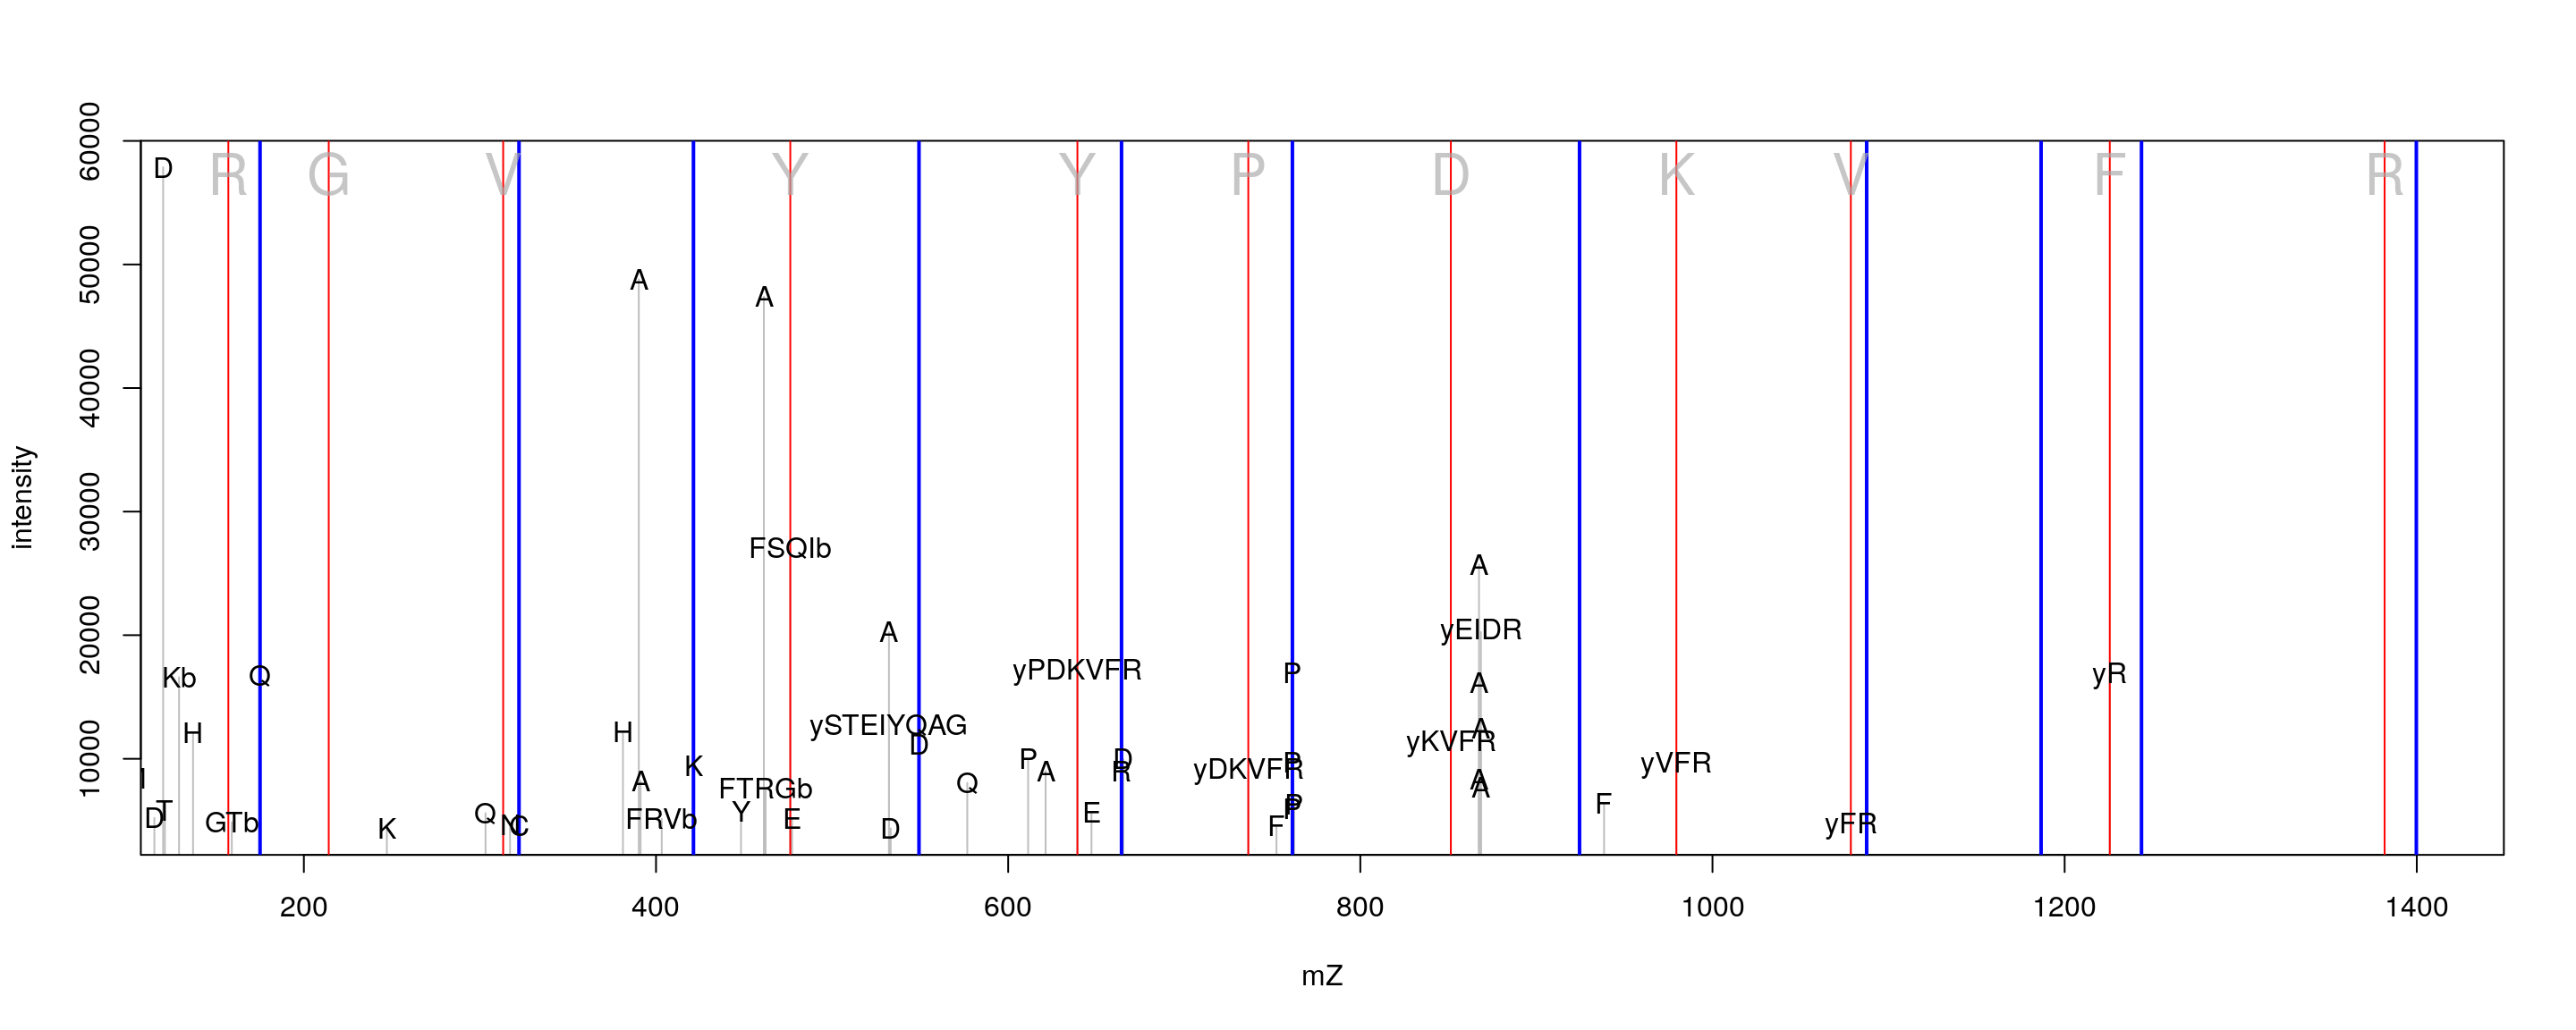 R G V Y Y P D K V F R
D
A
A
FSQIb
A
yEIDR
A
yPDKVFR
P
yR
Kb
Q
A
ySTEIYQAG
H
H
D
A
yKVFR
P
D
R
yDKVFR
yVFR
K
A
A
I
A
FTRGb
Q
A
P
F
D
T
Y
Q
E
E
FRVb
GTb
N
C
F
yFR
K
D
intensity
10000 20000 30000 40000 50000 60000
200 400 600 800 1000 1200 1400
mZ